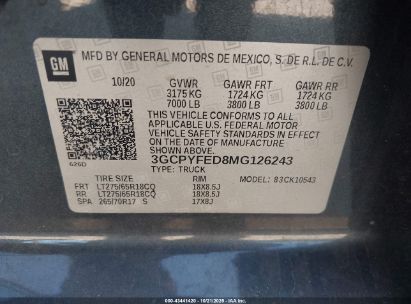 GM
MFD BY GENERAL MOTORS DE MEXICO, S. DE R.L. DE C.V.
10/20 GVWR GAWR FRT GAWR RR
3175 KG 1724 KG 1724 KG
7000 LB 3800 LB 3800 LB
THIS VEHICLE CONFORMS TO ALL
APPLICABLE U.S. FEDERAL MOTOR
VEHICLE SAFETY STANDARDS IN
EFFECT ON THE DATE OF
MANUFACTURE SHOWN ABOVE.
626D
3GCPYFED8MG126243
TYPE: TRUCK
TIRE SIZE RIM MODEL: 83CK10543
FRT LT275/65R18CQ 18X8.5J
RR LT275/65R18CQ 18X8.5J
SPA 265/70R17 S 17X8J